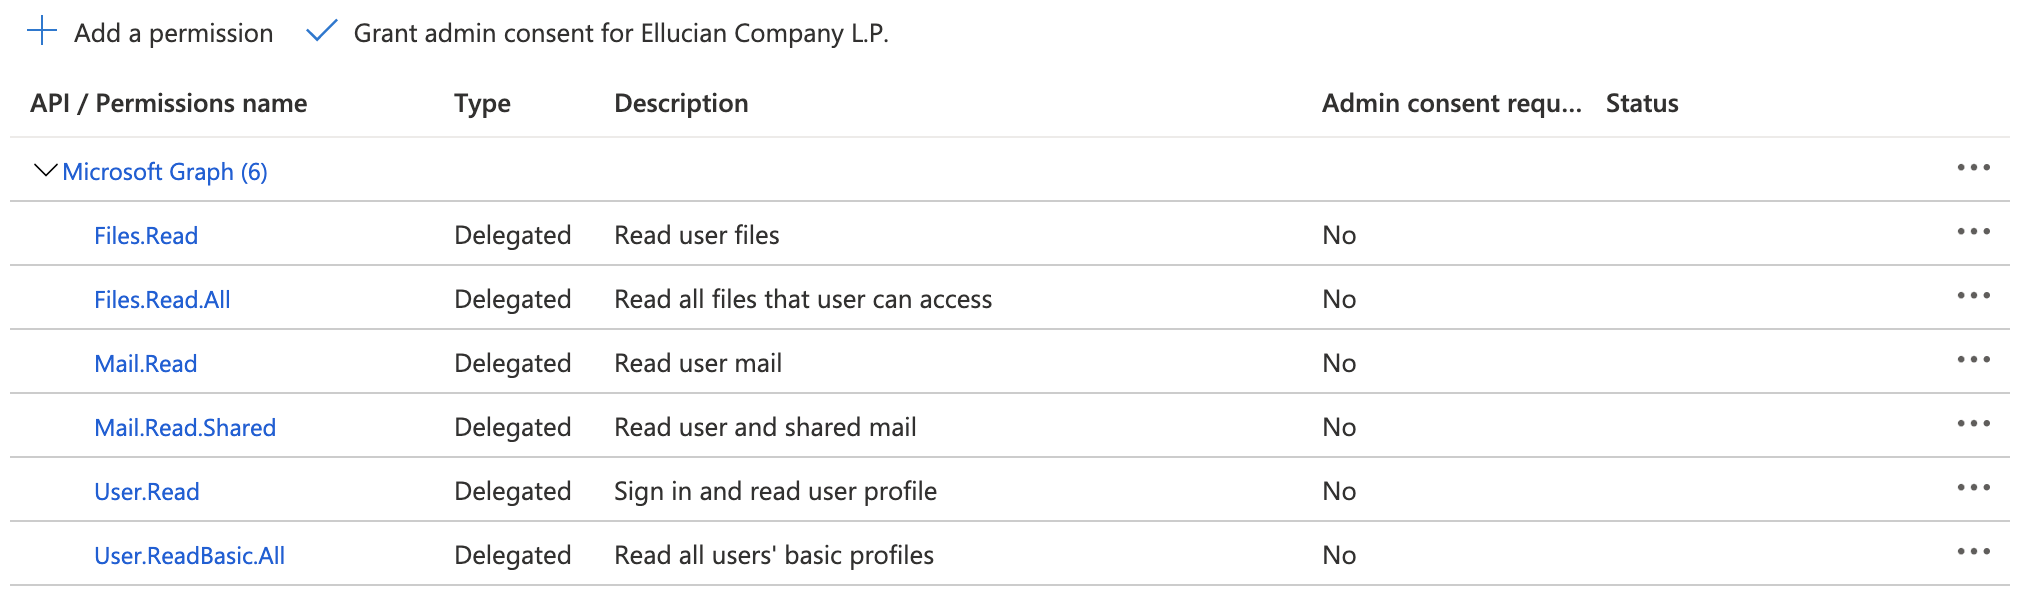 Add a permission Grant admin consent for Ellucian Company L.P.
API / Permissions name Type Description Admin consent requ... Status
Microsoft Graph (6)
Files.Read Delegated Read user files No
Files.Read.All Delegated Read all files that user can access No
Mail.Read Delegated Read user mail No
Mail.Read.Shared Delegated Read user and shared mail No
User.Read Delegated Sign in and read user profile No
User.ReadBasic.All Delegated Read all users' basic profiles No